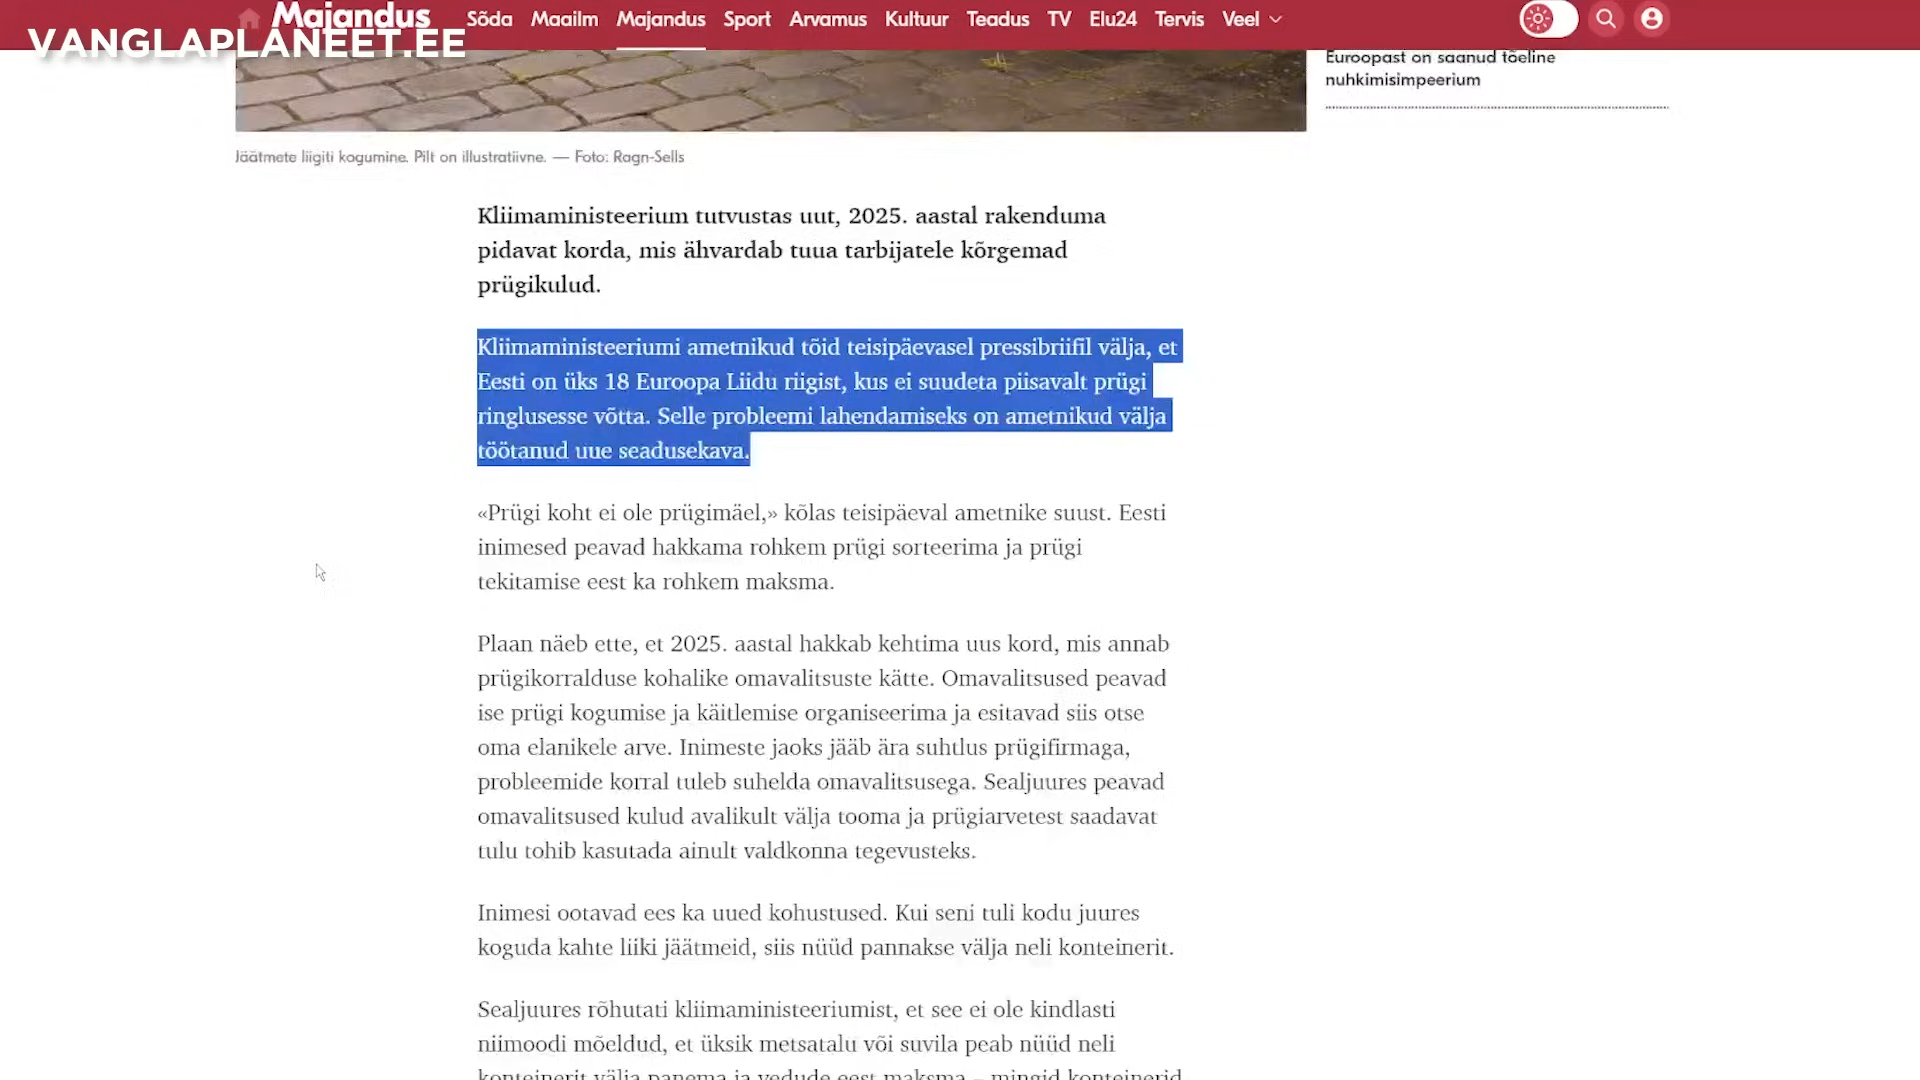 Majandus
Sõda Maailm Majandus Sport Arvamus Kultuur Teadus TV Elu24 Tervis Veel
VANGLAPLANEET.EE
Euroopast on saanud tõeline
nuhkimisimpeerium
Jäätmete liigiti kogumine. Pilt on illustratiivne. — Foto: Ragn-Sells
Kliimaministeerium tutvustas uut, 2025. aastal rakenduma
pidavat korda, mis ähvardab tuua tarbijatele kõrgemad
prügikulud.
Kliimaministeeriumi ametnikud tõid teisipäevasel pressibriifil välja, et
Eesti on üks 18 Euroopa Liidu riigist, kus ei suudeta piisavalt prügi
ringlusesse võtta. Selle probleemi lahendamiseks on ametnikud välja
töötanud uue seadusekava.
«Prügi koht ei ole prügimäel,» kõlas teisipäeval ametnike suust. Eesti
inimesed peavad hakkama rohkem prügi sorteerima ja prügi
tekitamise eest ka rohkem maksma.
Plaan näeb ette, et 2025. aastal hakkab kehtima uus kord, mis annab
prügikorralduse kohalike omavalitsuste kätte. Omavalitsused peavad
ise prügi kogumise ja käitlemise organiseerima ja esitavad siis otse
oma elanikele arve. Inimeste jaoks jääb ära suhtlus prügifirmaga,
probleemide korral tuleb suhelda omavalitsusega. Sealjuures peavad
omavalitsused kulud avalikult välja tooma ja prügiarvetest saadavat
tulu tohib kasutada ainult valdkonna tegevusteks.
Inimesi ootavad ees ka uued kohustused. Kui seni tuli kodu juures
koguda kahte liiki jäätmeid, siis nüüd pannakse välja neli konteinerit.
Sealjuures rõhutati kliimaministeeriumist, et see ei ole kindlasti
niimoodi mõeldud, et üksik metsatalu või suvila peab nüüd neli
konteinerit välja panema ja vedude eest maksma – mingid konteinerid